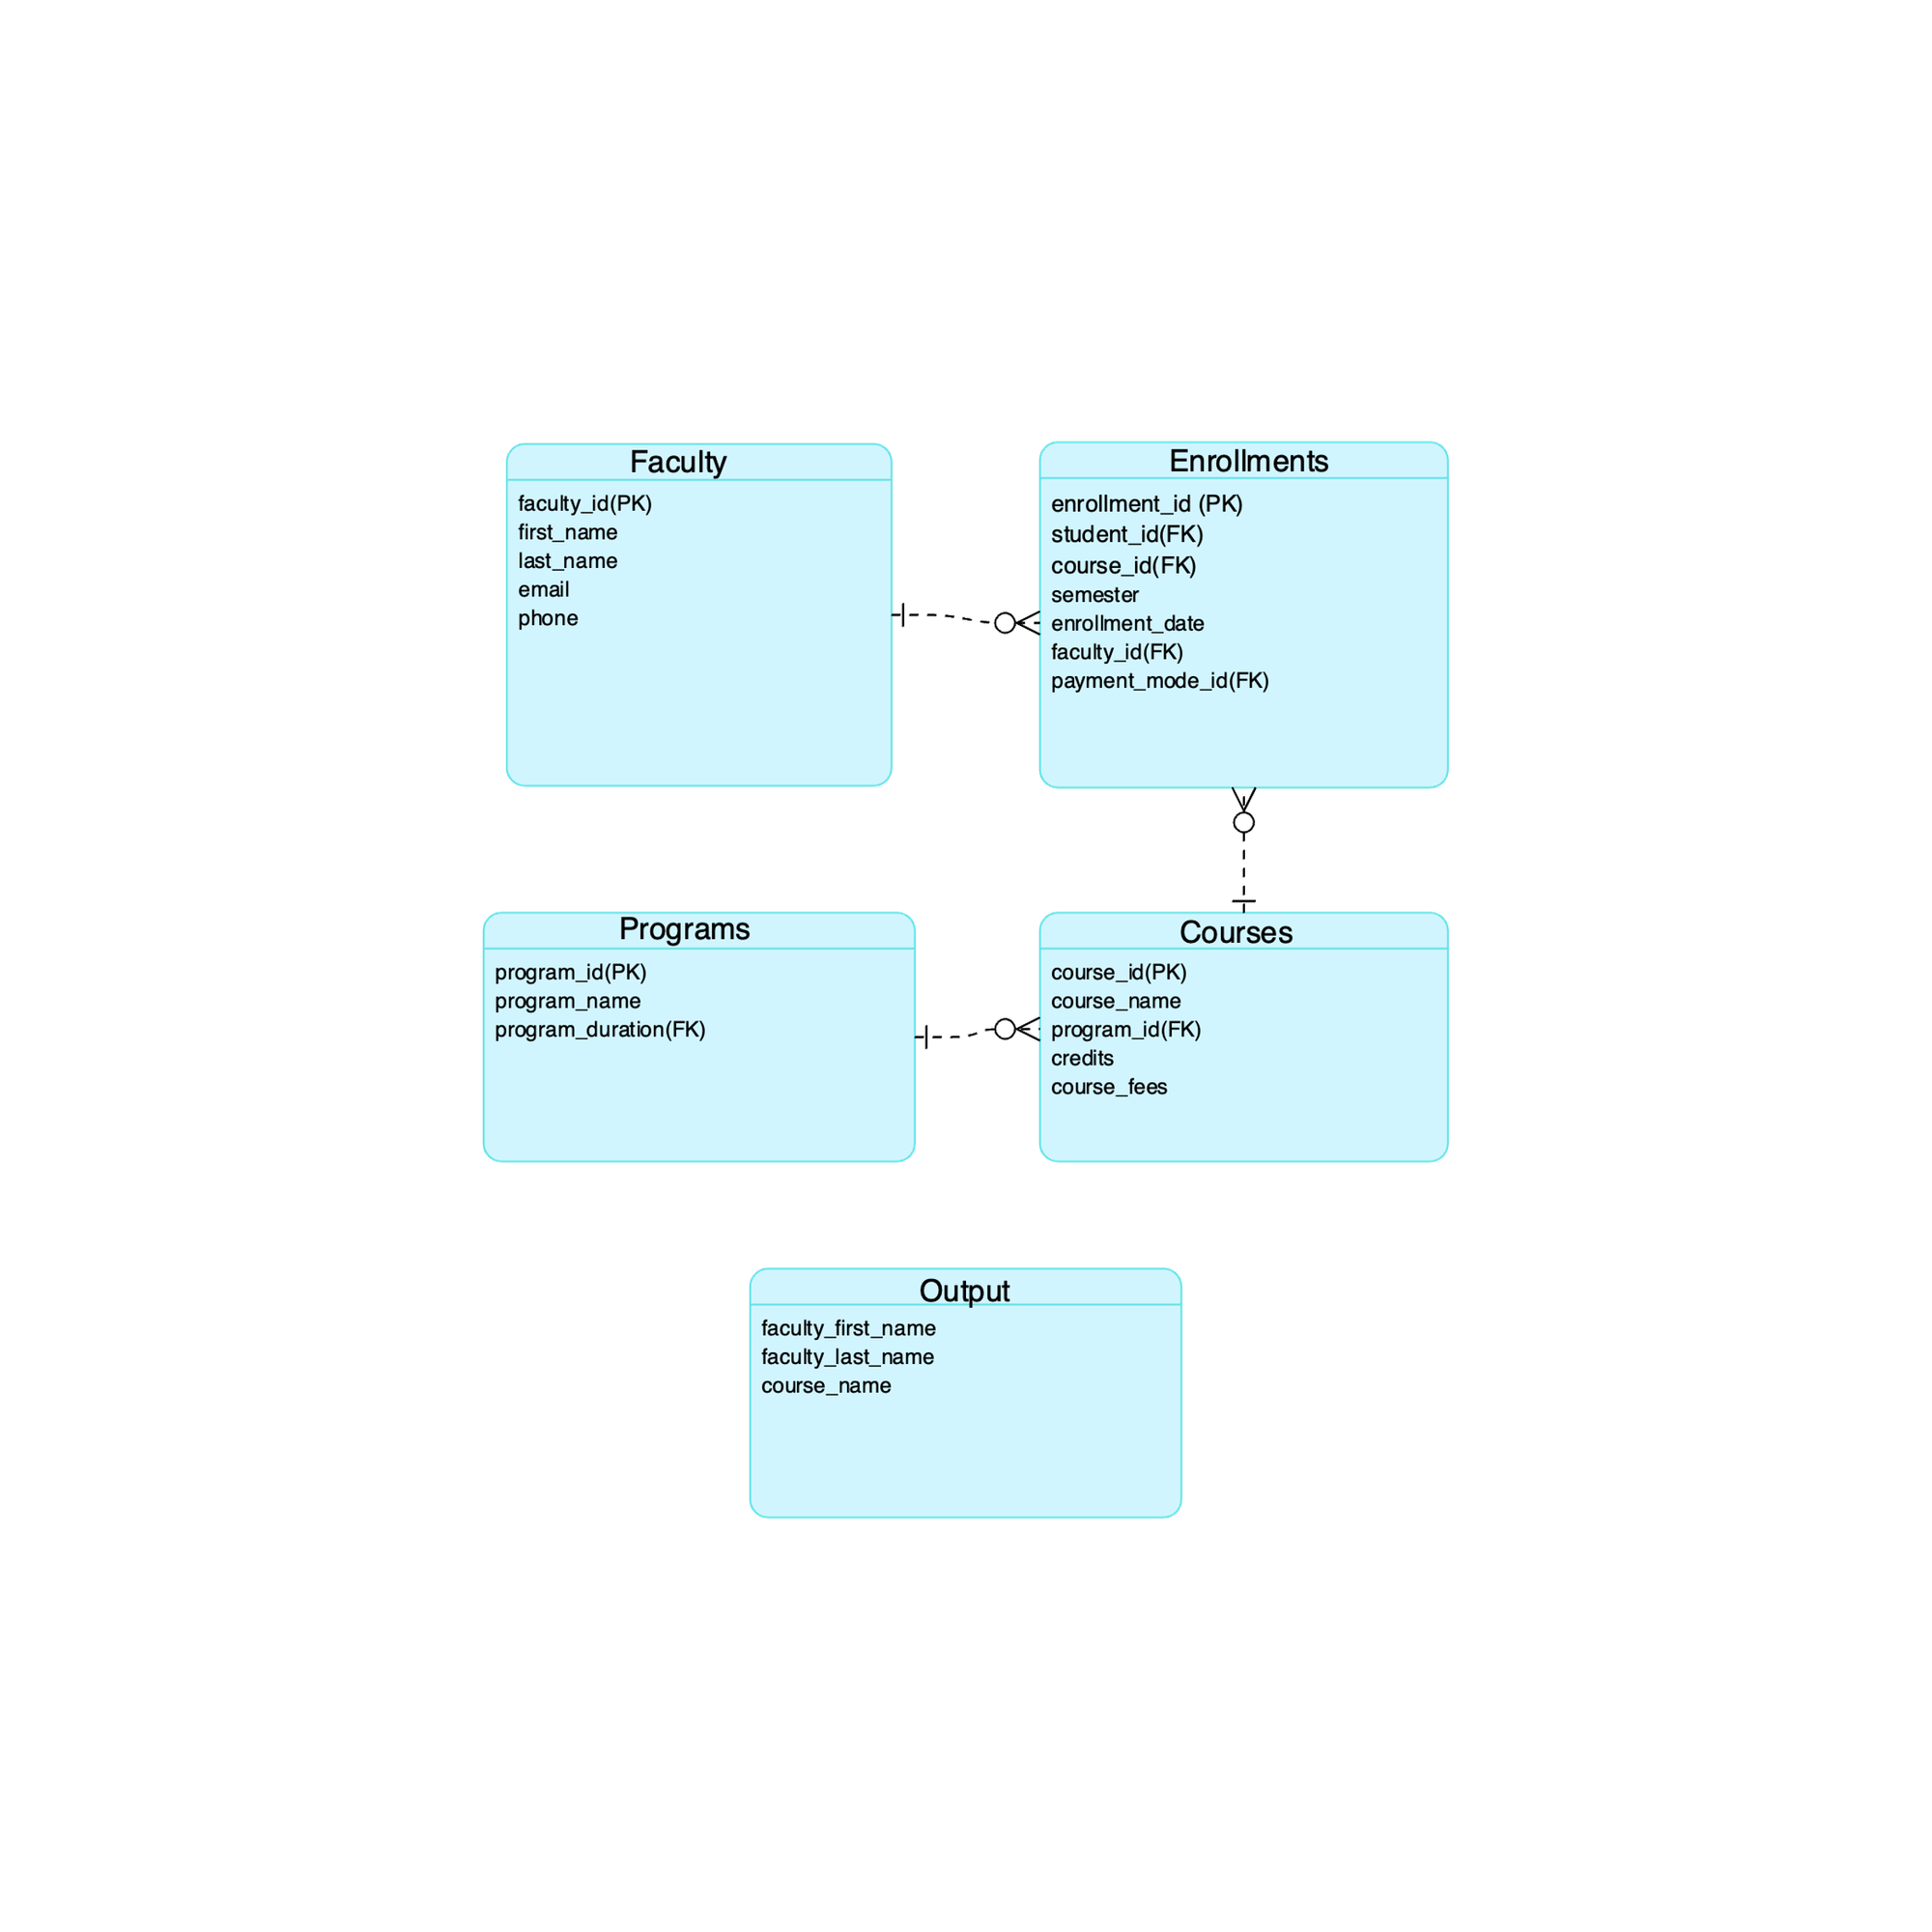 Faculty
faculty_id(PK)
first_name
last_name
email
phone
Enrollments
enrollment_id (PK)
student_id(FK)
course_id(FK)
semester
enrollment_date
faculty_id(FK)
payment_mode_id(FK)
Programs
program_id(PK)
program_name
program_duration(FK)
Courses
course_id(PK)
course_name
program_id(FK)
credits
course_fees
Output
faculty_first_name
faculty_last_name
course_name